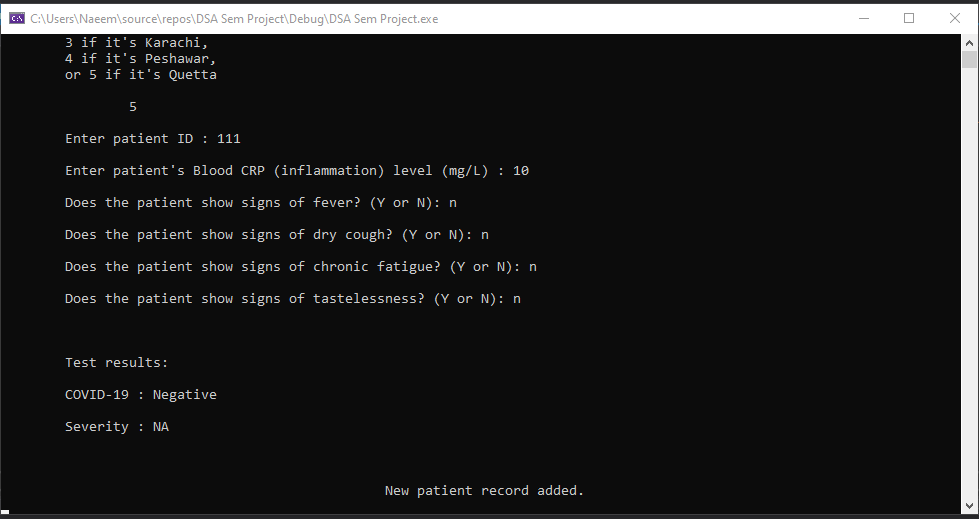 C:\Users\Naeem\source\repos\DSA Sem Project\Debug\DSA Sem Project.exe
3 if it's Karachi,
4 if it's Peshawar,
or 5 if it's Quetta
5
Enter patient ID : 111
Enter patient's Blood CRP (inflammation) level (mg/L) : 10
Does the patient show signs of fever? (Y or N): n
Does the patient show signs of dry cough? (Y or N): n
Does the patient show signs of chronic fatigue? (Y or N): n
Does the patient show signs of tastelessness? (Y or N): n
Test results:
COVID-19 : Negative
Severity : NA
New patient record added.